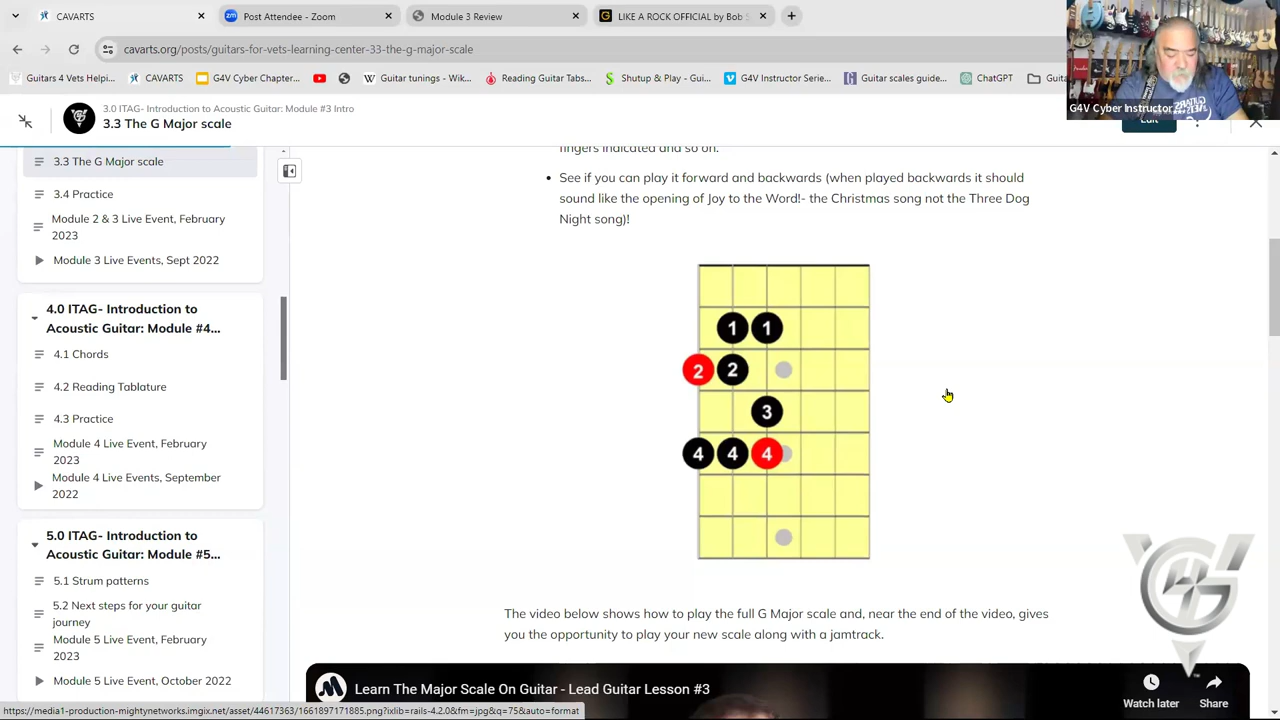 CAVARTS
Post Attendee - Zoom
Module 3 Review
LIKE A ROCK OFFICIAL by Bob
cavarts.org/posts/guitars-for-vets-learning-center-33-the-g-major-scale
Guitars 4 Vets Helpi...
CAVARTS
G4V Cyber Chapter...
Guitar tunings - Wik...
Reading Guitar Tabs...
Shutup & Play - Gui...
G4V Instructor Serie...
Guitar scales guide...
ChatGPT
G4V Cyber Instructor
3.0 ITAG- Introduction to Acoustic Guitar: Module #3 Intro
3.3 The G Major scale
Edit
3.3 The G Major scale
3.4 Practice
Module 2 & 3 Live Event, February
2023
Module 3 Live Events, Sept 2022
4.0 ITAG- Introduction to
Acoustic Guitar: Module #4...
4.1 Chords
4.2 Reading Tablature
4.3 Practice
Module 4 Live Event, February
2023
Module 4 Live Events, September
2022
5.0 ITAG- Introduction to
Acoustic Guitar: Module #5...
5.1 Strum patterns
5.2 Next steps for your guitar
journey
Module 5 Live Event, February
2023
Module 5 Live Event, October 2022
fingers indicated and so on.
See if you can play it forward and backwards (when played backwards it should
sound like the opening of Joy to the Word!- the Christmas song not the Three Dog
Night song)!
1 1
2 2
3
4 4 4
The video below shows how to play the full G Major scale and, near the end of the video, gives
you the opportunity to play your new scale along with a jamtrack.
Learn The Major Scale On Guitar - Lead Guitar Lesson #3
Watch later
Share
https://media1-production-mightynetworks.imgix.net/asset/44617363/1661897171885.png?ixlib=rails-4.2.0&fm=jpg&q=75&auto=format